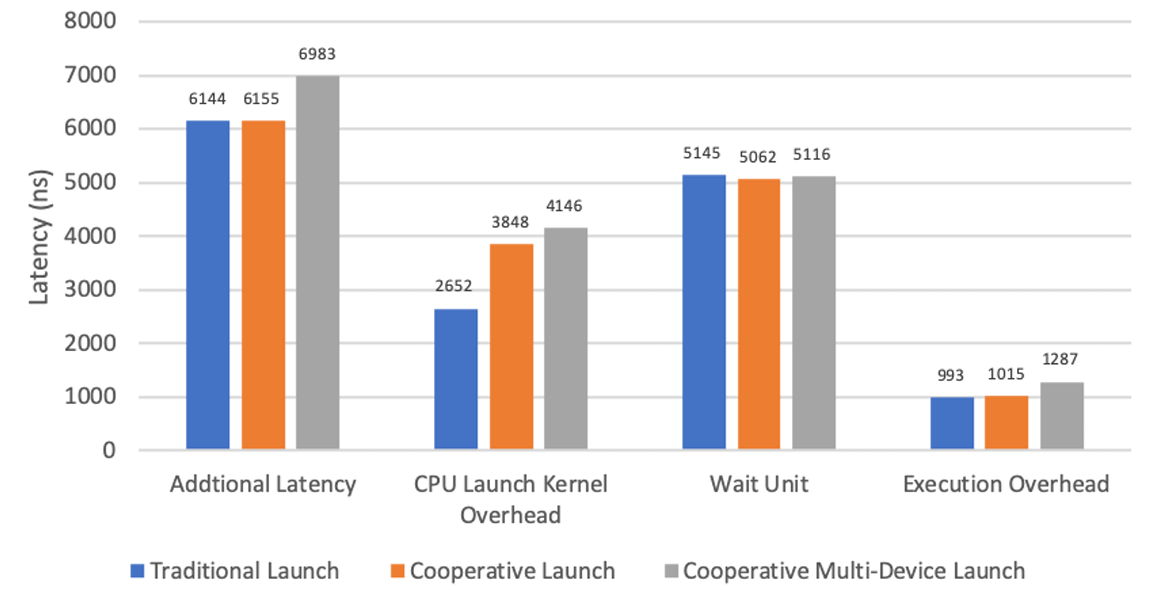 8000
7000
6000
5000
4000
3000
2000
1000
0
Latency (ns)
6144 6155 6983
2652 3848 4146
5145 5062 5116
993 1015 1287
Addtional Latency
CPU Launch Kernel
Overhead
Wait Unit
Execution Overhead
Traditional Launch
Cooperative Launch
Cooperative Multi-Device Launch